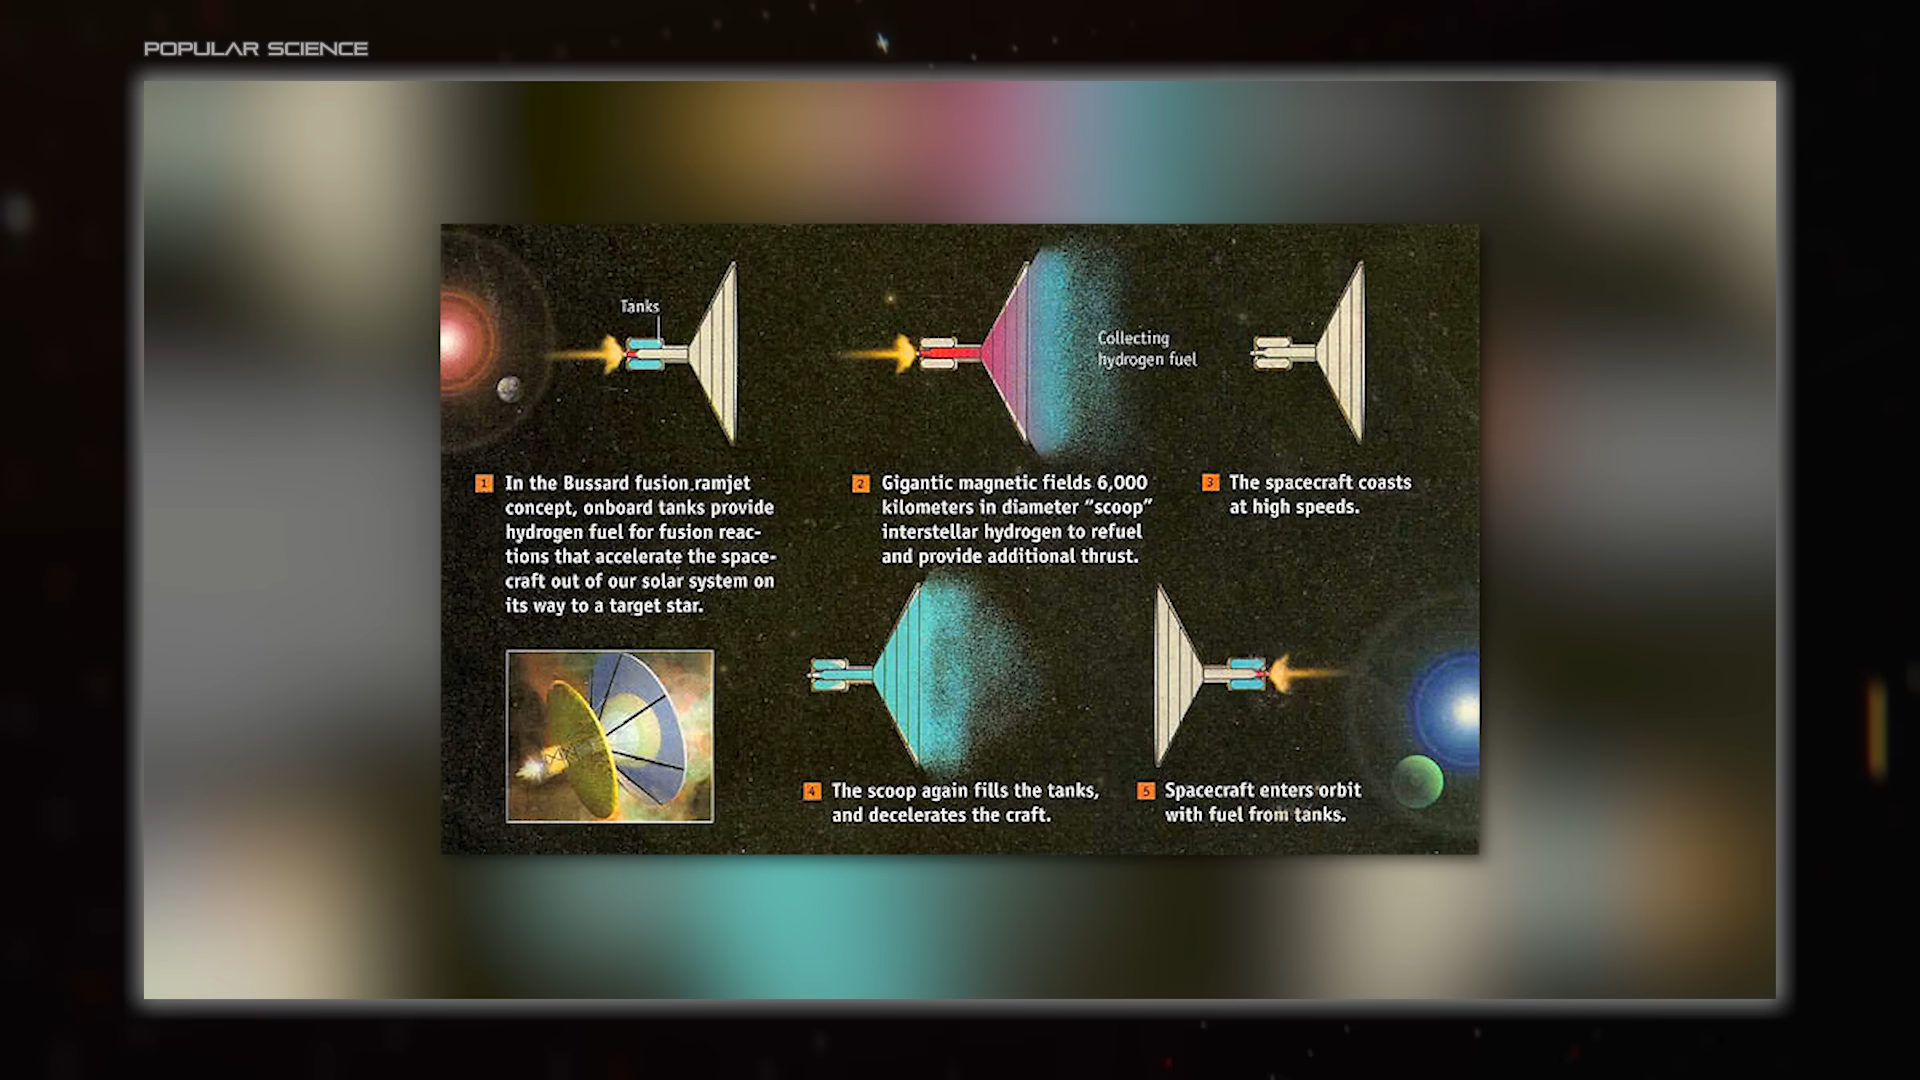 POPULAR SCIENCE
Tanks
Collecting
hydrogen fuel
1 In the Bussard fusion ramjet
concept, onboard tanks provide
hydrogen fuel for fusion reac-
tions that accelerate the space-
craft out of our solar system on
its way to a target star.
2 Gigantic magnetic fields 6,000
kilometers in diameter “scoop”
interstellar hydrogen to refuel
and provide additional thrust.
3 The spacecraft coasts
at high speeds.
4 The scoop again fills the tanks,
and decelerates the craft.
5 Spacecraft enters orbit
with fuel from tanks.